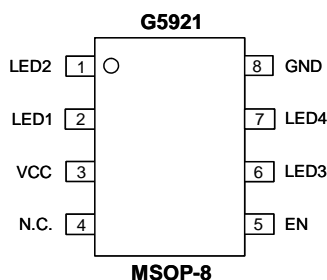 G5921
LED2 1 8 GND
LED1 2 7 LED4
VCC 3 6 LED3
N.C. 4 5 EN
MSOP-8